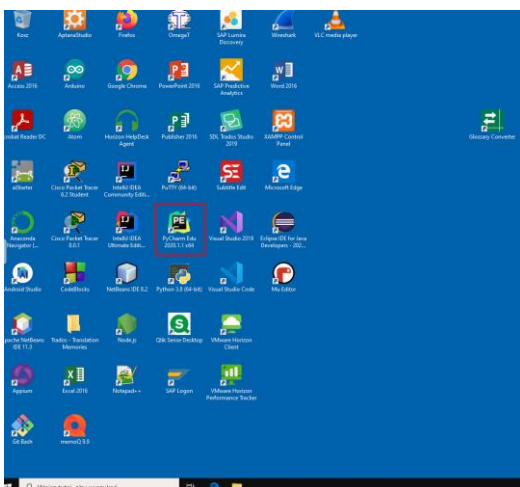 Kosz
AptanaStudio
Firefox
OmegaT
SAP Lumira
Discovery
Wireshark
VLC media player
Access 2016
Arduino
Google Chrome
PowerPoint 2016
SAP Predictive
Analytics
Word 2016
crobat Reader DC
Atom
Horizon HelpDesk
Agent
Publisher 2016
SDL Trados Studio
2019
XAMPP Control
Panel
Glossary Converter
Cisco Packet Tracer
6.2 Student
IntelliJ IDEA
Community Editi...
PuTTY (64-bit)
Subtitle Edit
Microsoft Edge
Anaconda
Navigator (...
Cisco Packet Tracer
8.0.1
IntelliJ IDEA
Ultimate Editi...
PyCharm Edu
2020.1.1 x64
Visual Studio 2019
Eclipse IDE for Java
Developers - 202...
Android Studio
CodeBlocks
NetBeans IDE 8.2
Python 3.8 (64-bit)
Visual Studio Code
Mu Editor
pache NetBeans
IDE 11.3
Trados - Translation
Memories
Node.js
Qlik Sense Desktop
VMware Horizon
Client
Appium
Excel 2016
Notepad++
SAP Logon
VMware Horizon
Performance Tracker
Git Bash
memoQ 9.0